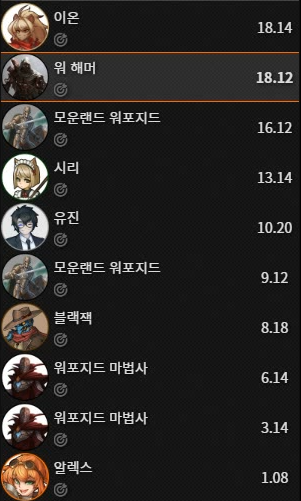 이온
18.14
워 해머
18.12
모운랜드 워포지드
16.12
시리
13.14
유진
10.20
모운랜드 워포지드
9.12
블랙잭
8.18
워포지드 마법사
6.14
워포지드 마법사
3.14
알렉스
1.08